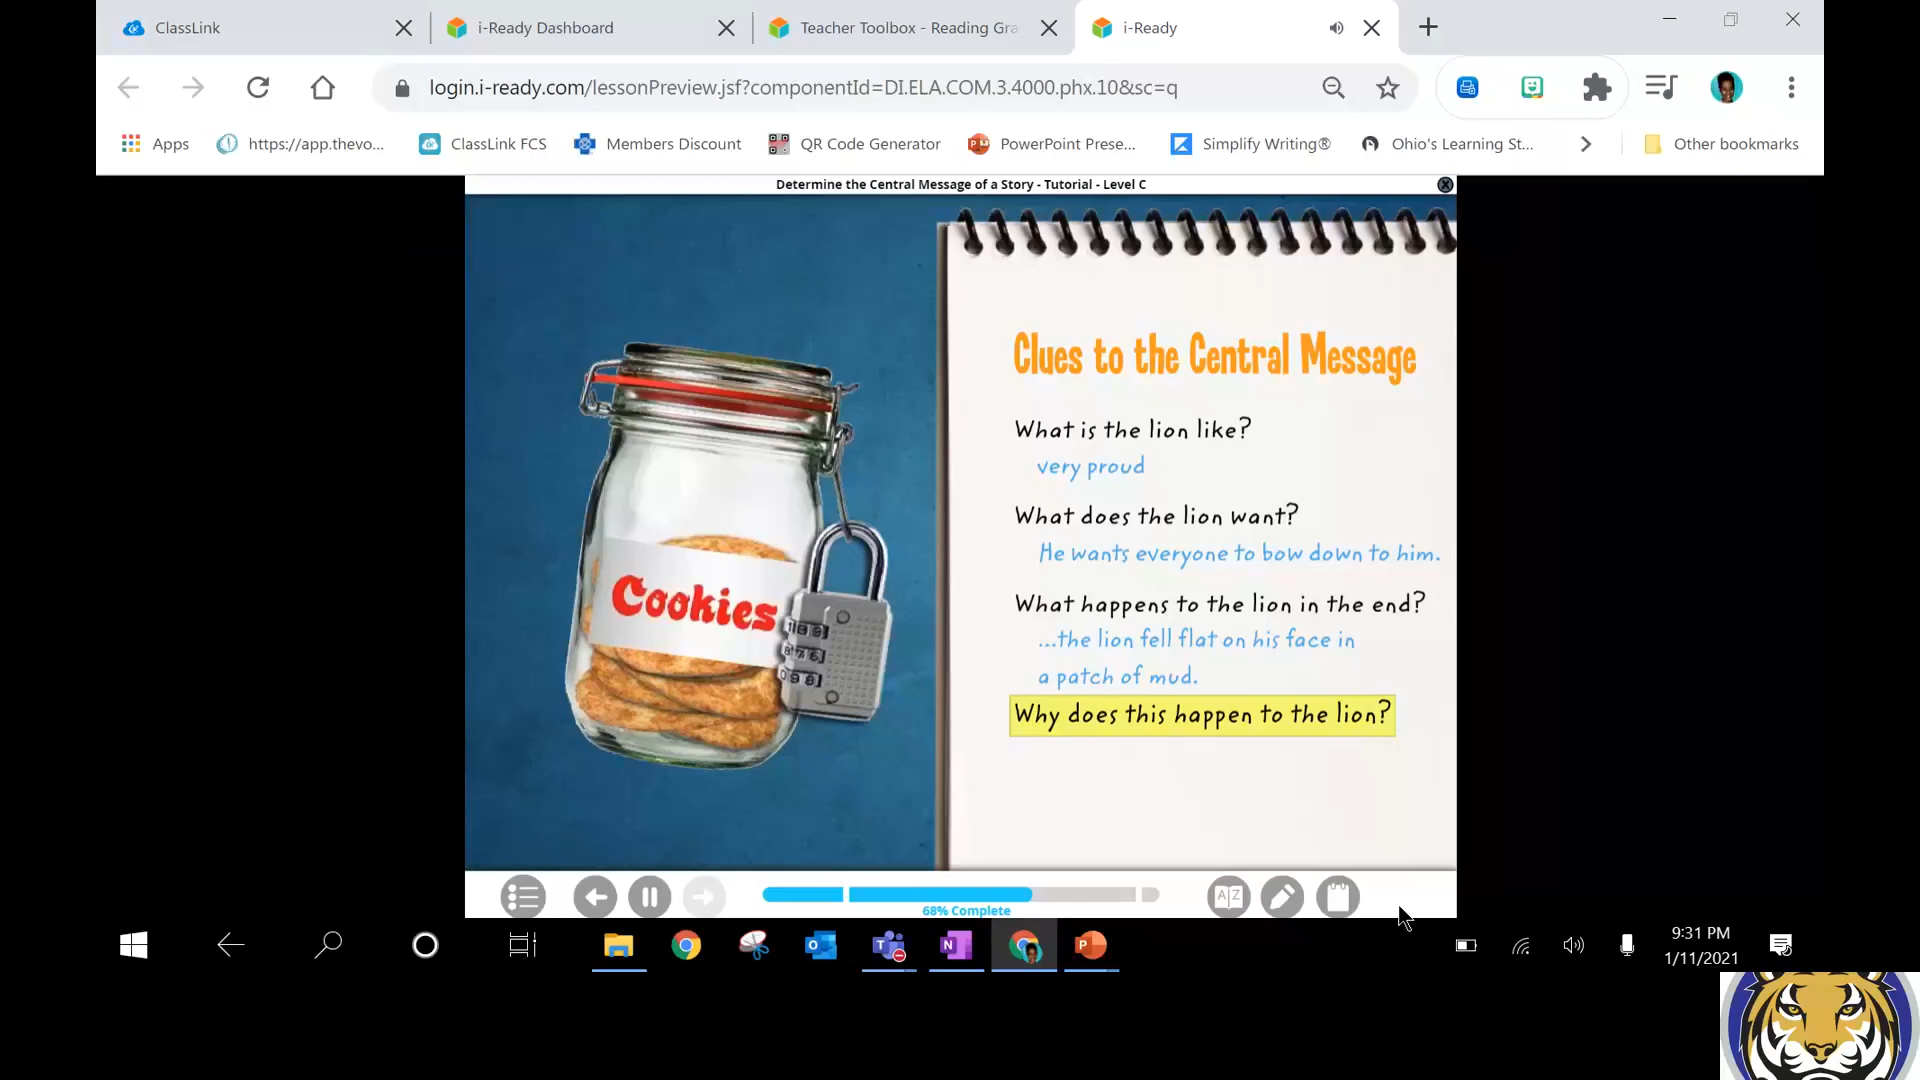 ClassLink
i-Ready Dashboard
Teacher Toolbox - Reading Gra
i-Ready
login.i-ready.com/lessonPreview.jsf?componentId=DI.ELA.COM.3.4000.phx.10&sc=q
Apps
https://app.thevo...
ClassLink FCS
Members Discount
QR Code Generator
PowerPoint Prese...
Simplify Writing®
Ohio's Learning St...
Other bookmarks
Determine the Central Message of a Story - Tutorial - Level C
Clues to the Central Message
What is the lion like?
very proud
What does the lion want?
He wants everyone to bow down to him.
What happens to the lion in the end?
...the lion fell flat on his face in
a patch of mud.
Why does this happen to the lion?
Cookies
68% Complete
AZ
9:31 PM
1/11/2021